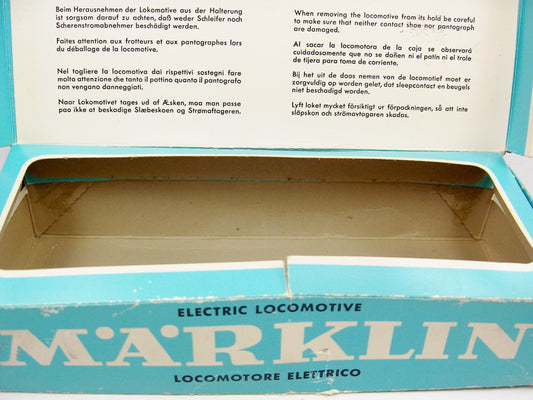 Beim Herausnehmen der Lokomotive aus der Halterung
ist sorgsam darauf zu achten, daß weder Schleifer noch
Scherenstromabnehmer beschädigt werden.
Faites attention aux frotteurs et aux pantographes lors
du déballage de la locomotive.
Nel togliere la locomotiva dai rispettivi sostegni fare
molta attenzione che tanto il pattino quanto il pantografo
non vengano danneggiati.
Naar Lokomotivet tages ud af Æsken, maa man passe
paa ikke at beskadige Slæbeskoen og Strømaftageren.
When removing the locomotive from its hold be careful
to make sure that neither contact shoe nor pantograph
are damaged.
Al sacar la locomotora de la caja se observará
cuidadosamente que no se dañen ni el patín ni el trole
de tijera para toma de corriente.
Bij het uit de doos nemen van de locomotief moet er
zorgvuldig op worden gelet, dat sleepcontact en beugels
niet beschadigd worden.
Lyft loket mycket försiktigt ur förpackningen, så att inte
släpskon och strömavtagaren skadas.
ELECTRIC LOCOMOTIVE
MÄRKLIN
LOCOMOTORE ELETTRICO